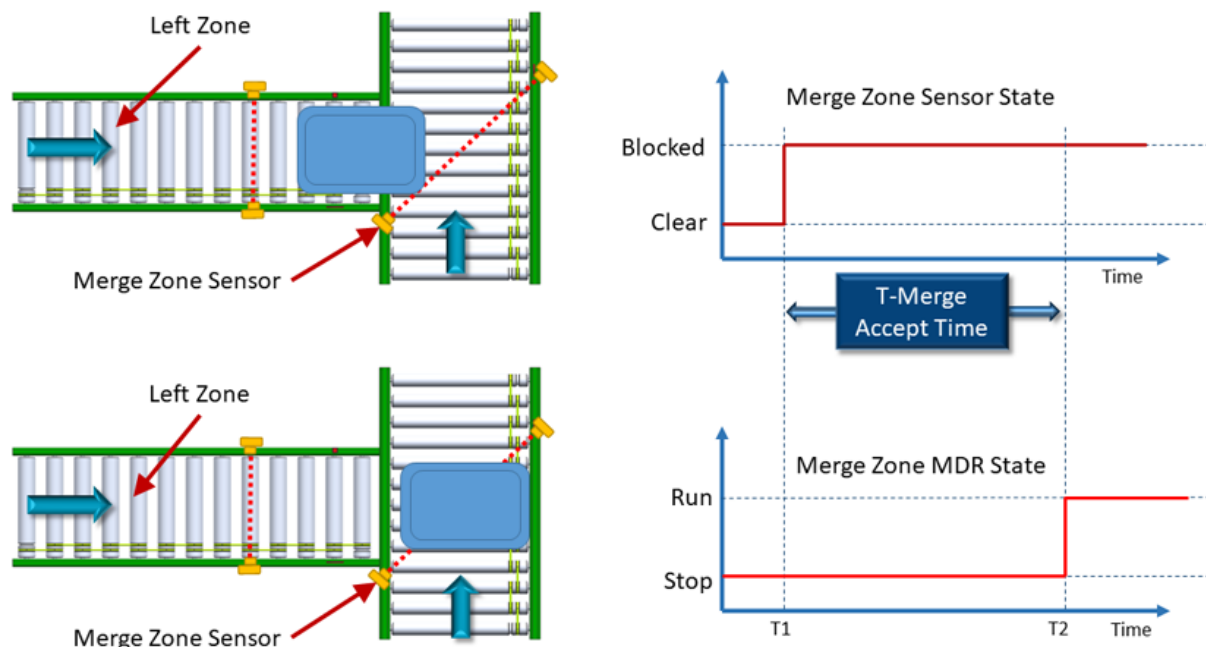 Left Zone
Merge Zone Sensor
Left Zone
Merge Zone Sensor
Merge Zone Sensor State
Blocked
Clear
Time
T-Merge
Accept Time
Merge Zone MDR State
Run
Stop
T1
T2
Time